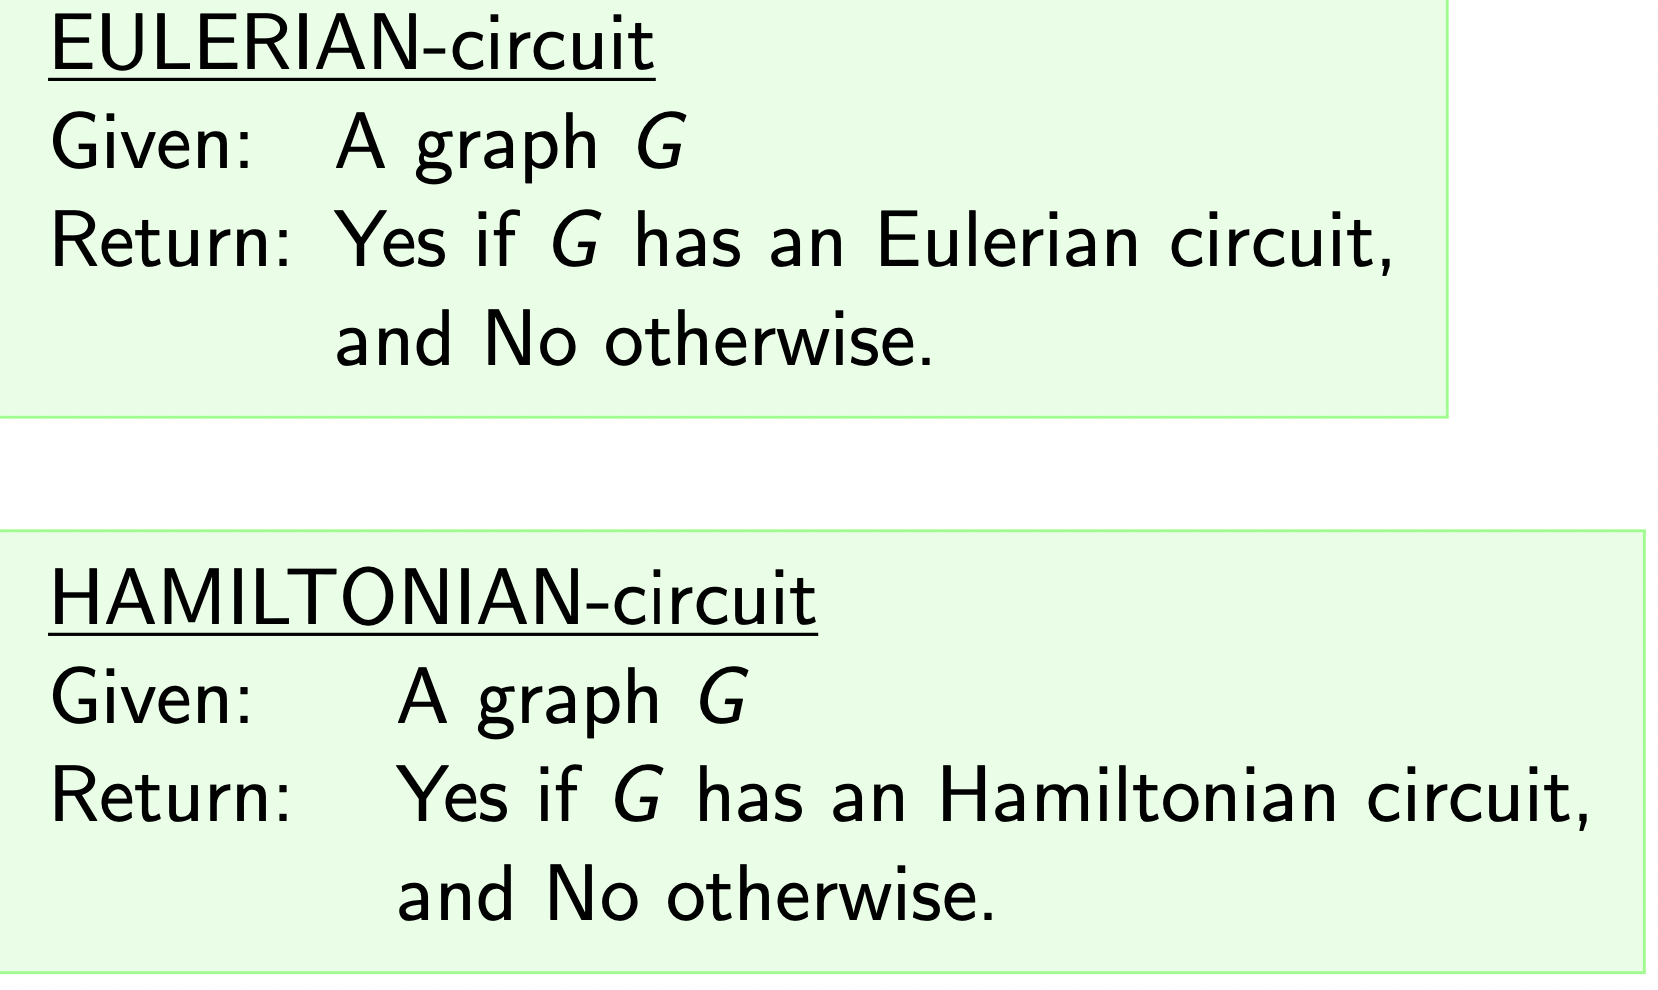 EULERIAN-circuit
Given: A graph G
Return: Yes if G has an Eulerian circuit,
and No otherwise.
HAMILTONIAN-circuit
Given: A graph G
Return: Yes if G has an Hamiltonian circuit,
and No otherwise.